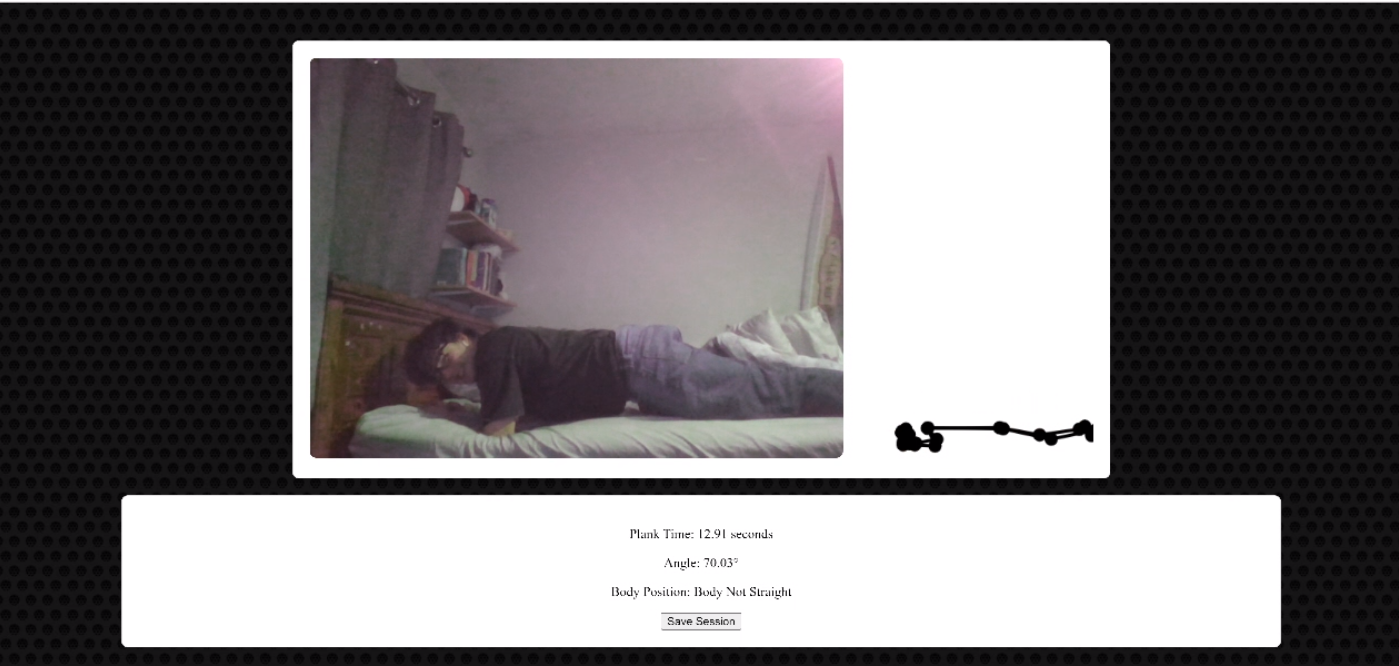 Plank Time: 12.91 seconds
Angle: 70.03°
Body Position: Body Not Straight
Save Session